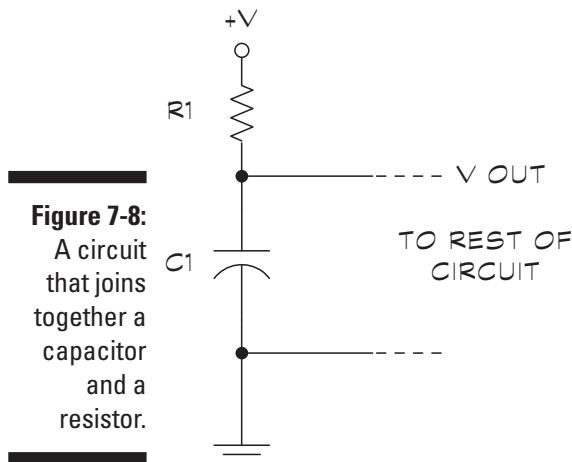 +V
R1
V OUT
Figure 7-8:
A circuit
that joins
together a
capacitor
and a
resistor.
C1
TO REST OF
CIRCUIT